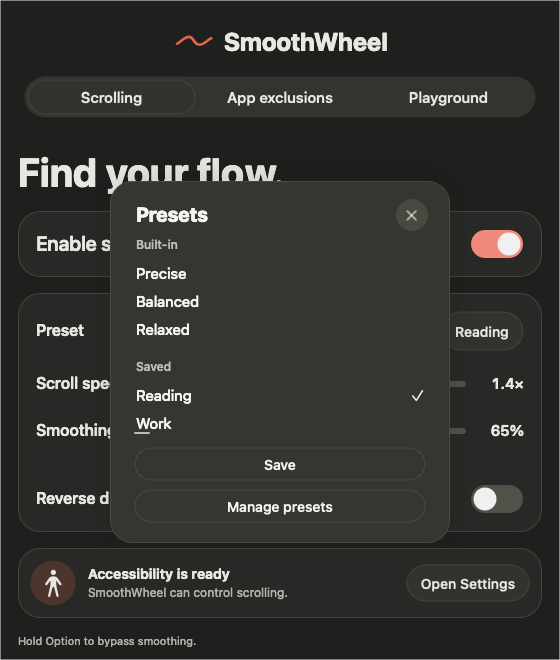 SmoothWheel
Scrolling App exclusions Playground
Find your flow.
Enable s
Presets
Built-in
Precise
Balanced
Relaxed
Saved
Reading
Work
Save
Manage presets
Preset Reading
Scroll spe 1.4×
Smoothing 65%
Reverse d
Accessibility is ready
SmoothWheel can control scrolling.
Open Settings
Hold Option to bypass smoothing.